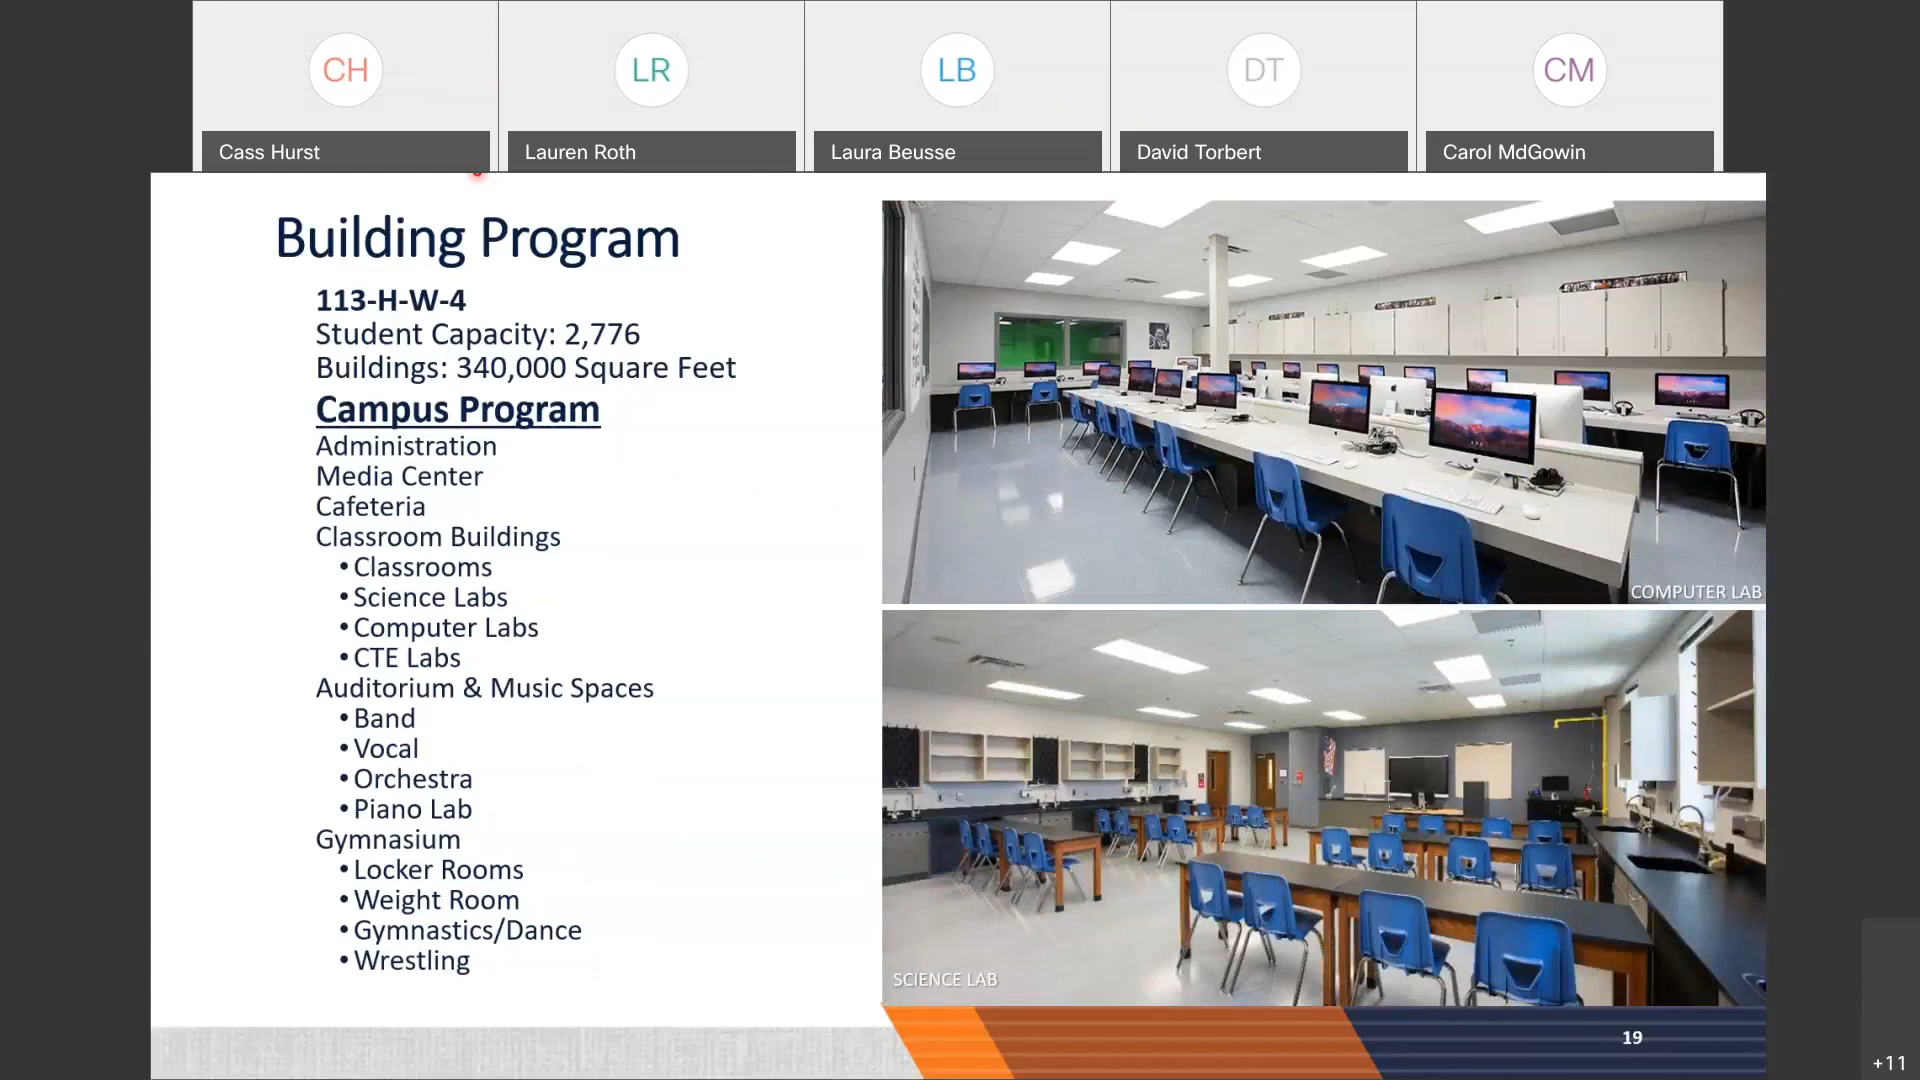 CH
LR
LB
DT
CM
Cass Hurst
Lauren Roth
Laura Beusse
David Torbert
Carol MdGowin
Building Program
113-H-W-4
Student Capacity: 2,776
Buildings: 340,000 Square Feet
Campus Program
Administration
Media Center
Cafeteria
Classroom Buildings
• Classrooms
• Science Labs
• Computer Labs
• CTE Labs
Auditorium & Music Spaces
• Band
• Vocal
• Orchestra
• Piano Lab
Gymnasium
• Locker Rooms
• Weight Room
• Gymnastics/Dance
• Wrestling
COMPUTER LAB
SCIENCE LAB
19
+11